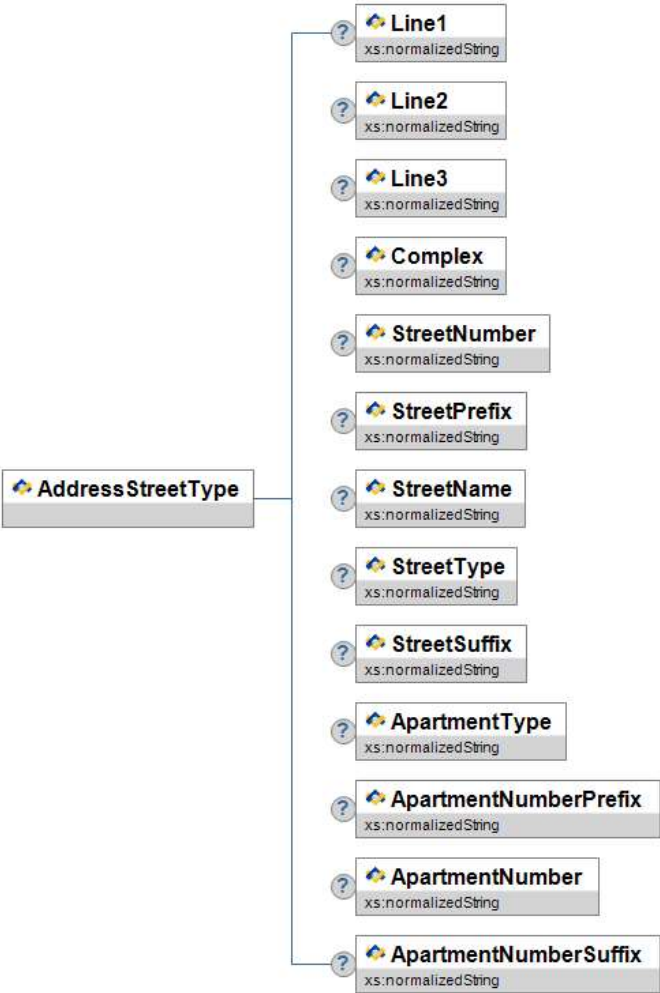 ? Line1
xs:normalizedString
? Line2
xs:normalizedString
? Line3
xs:normalizedString
? Complex
xs:normalizedString
? StreetNumber
xs:normalizedString
? StreetPrefix
xs:normalizedString
AddressStreetType
? StreetName
xs:normalizedString
? StreetType
xs:normalizedString
? StreetSuffix
xs:normalizedString
? ApartmentType
xs:normalizedString
? ApartmentNumberPrefix
xs:normalizedString
? ApartmentNumber
xs:normalizedString
? ApartmentNumberSuffix
xs:normalizedString